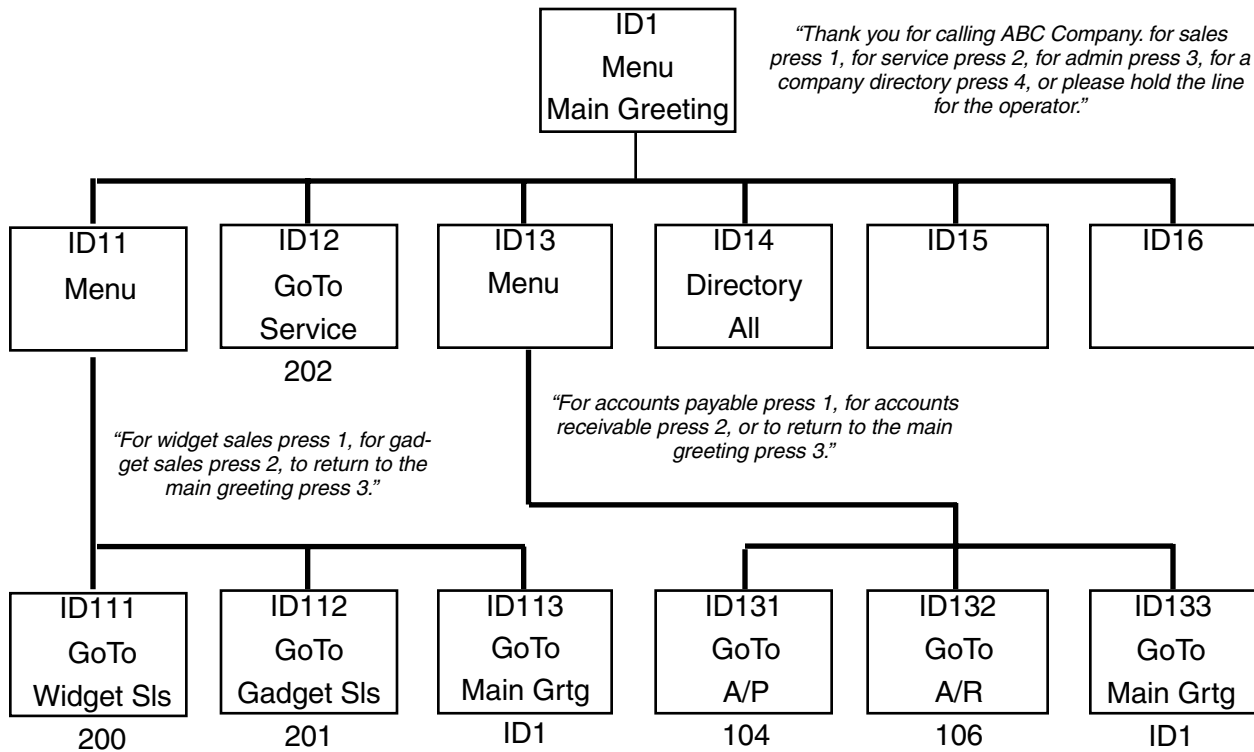 ID1
Menu
Main Greeting
“Thank you for calling ABC Company. for sales
press 1, for service press 2, for admin press 3, for a
company directory press 4, or please hold the line
for the operator.”
ID11
Menu
ID12
GoTo
Service
202
ID13
Menu
ID14
Directory
All
ID15
ID16
“For widget sales press 1, for gad-
get sales press 2, to return to the
main greeting press 3.”
“For accounts payable press 1, for accounts
receivable press 2, or to return to the main
greeting press 3.”
ID111
GoTo
Widget Sls
200
ID112
GoTo
Gadget Sls
201
ID113
GoTo
Main Grtg
ID1
ID131
GoTo
A/P
104
ID132
GoTo
A/R
106
ID133
GoTo
Main Grtg
ID1